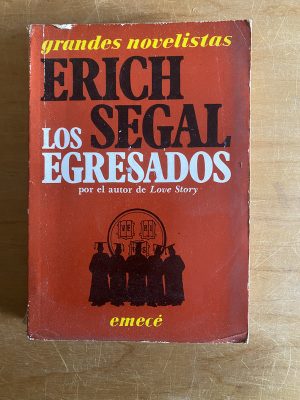 grandes novelistas
ERICH
SEGAL
LOS
EGRESADOS
por el autor de Love Story
emecé